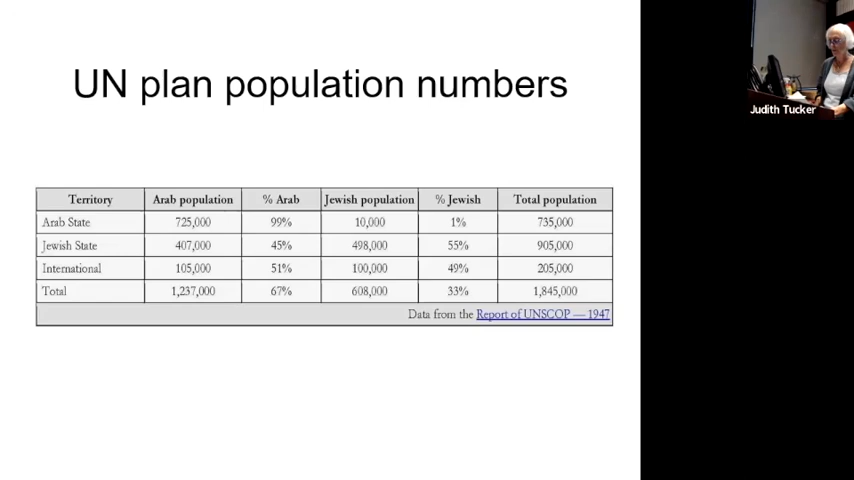 UN plan population numbers
Judith Tucker
Territory Arab population % Arab Jewish population % Jewish Total population
Arab State 725,000 99% 10,000 1% 735,000
Jewish State 407,000 45% 498,000 55% 905,000
International 105,000 51% 100,000 49% 205,000
Total 1,237,000 67% 608,000 33% 1,845,000
Data from the Report of UNSCOP — 1947